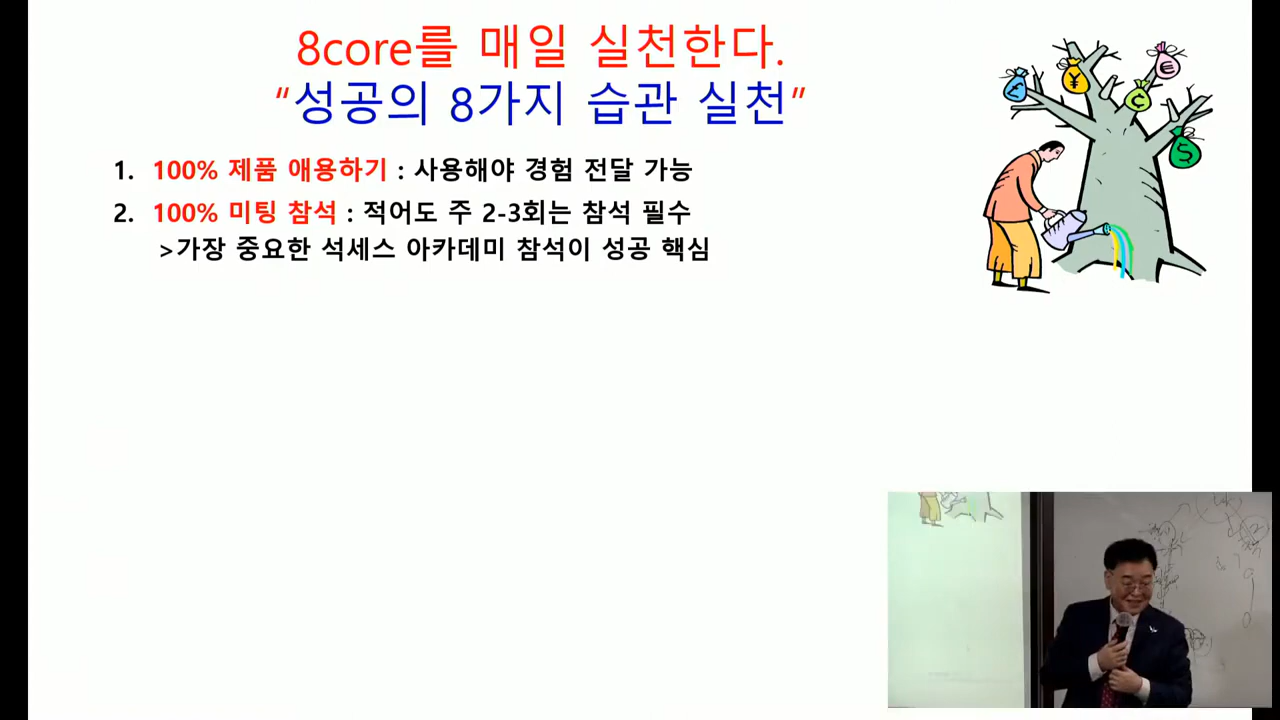 8core를 매일 실천한다.
“성공의 8가지 습관 실천”
1. 100% 제품 애용하기 : 사용해야 경험 전달 가능
2. 100% 미팅 참석 : 적어도 주 2-3회는 참석 필수
>가장 중요한 석세스 아카데미 참석이 성공 핵심
£
¥
€
$